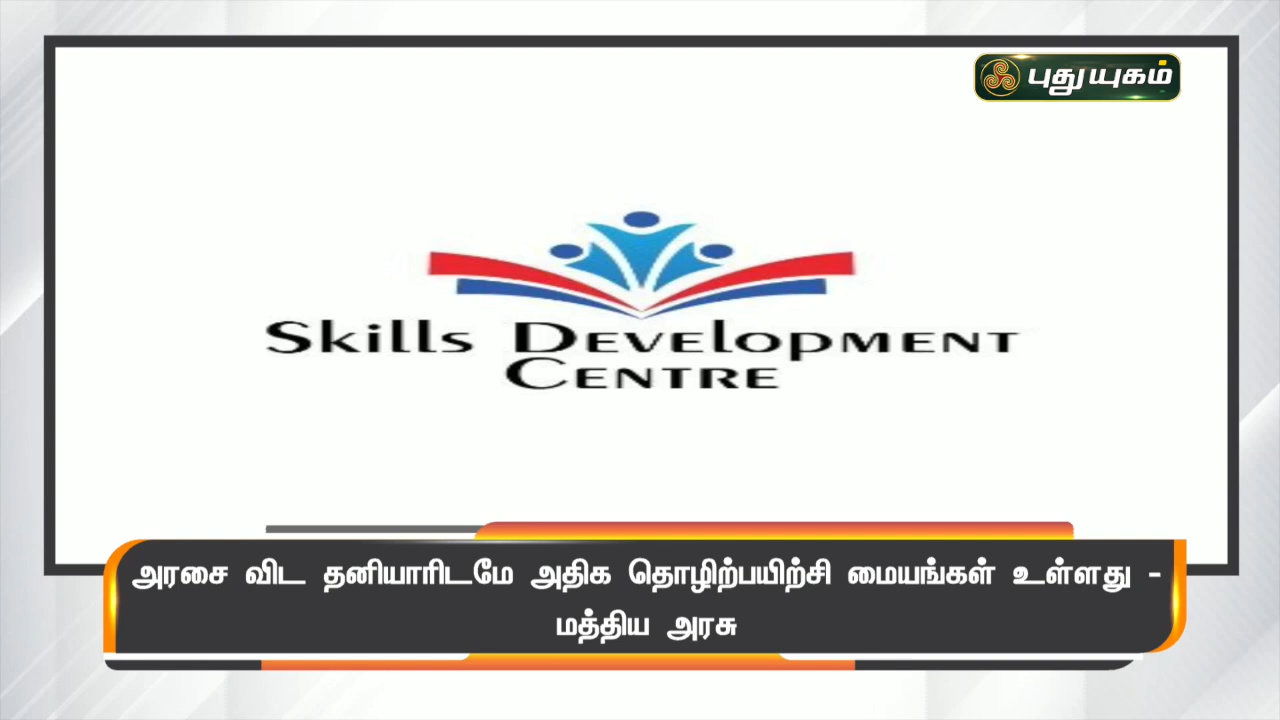 புதுயுகம்
Skills Development
Centre
அரசை விட தனியாரிடமே அதிக தொழிற்பயிற்சி மையங்கள் உள்ளது -
மத்திய அரசு